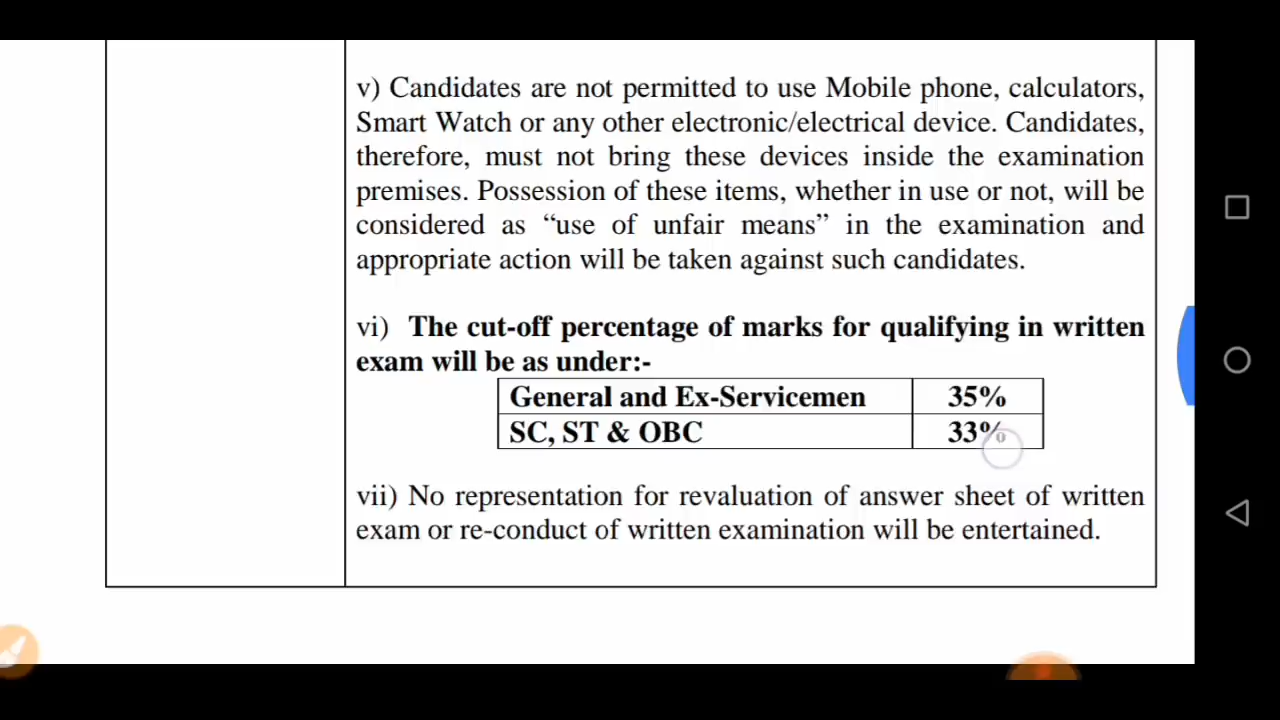 v) Candidates are not permitted to use Mobile phone, calculators,
Smart Watch or any other electronic/electrical device. Candidates,
therefore, must not bring these devices inside the examination
premises. Possession of these items, whether in use or not, will be
considered as “use of unfair means” in the examination and
appropriate action will be taken against such candidates.
vi) The cut-off percentage of marks for qualifying in written
exam will be as under:-
General and Ex-Servicemen 35%
SC, ST & OBC 33%
vii) No representation for revaluation of answer sheet of written
exam or re-conduct of written examination will be entertained.